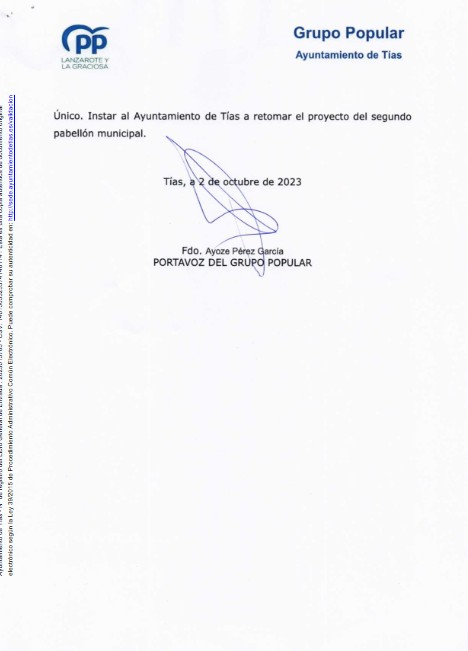 PP
LANZAROTE Y
LA GRACIOSA
Grupo Popular
Ayuntamiento de Tías
Único. Instar al Ayuntamiento de Tías a retomar el proyecto del segundo
pabellón municipal.
Tías, a 2 de octubre de 2023
Fdo. Ayoze Pérez García
PORTAVOZ DEL GRUPO POPULAR
electrónico según la Ley 39/2015 de Procedimiento Administrativo Común Electrónico. Puede comprobar su autenticidad en: